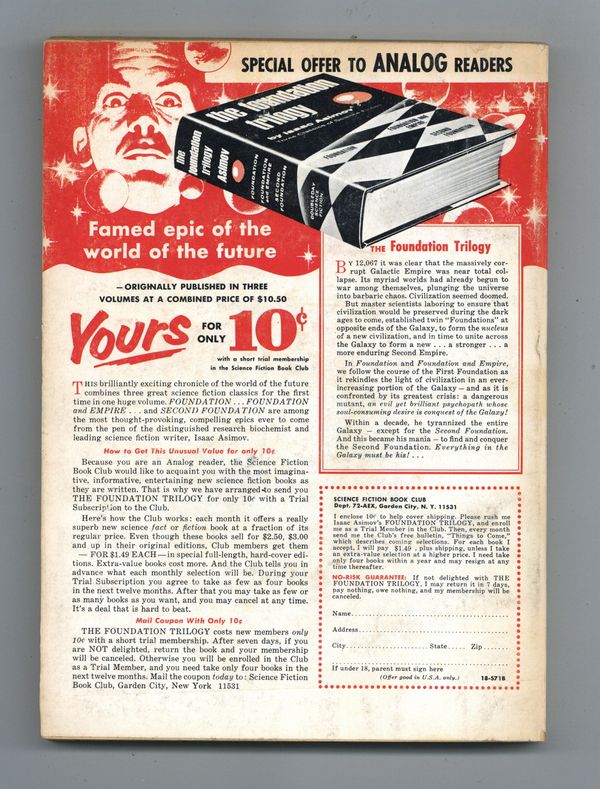 SPECIAL OFFER TO ANALOG READERS
the foundation
trilogy
by Isaac Asimov
Three Classics of Science Fiction
the
foundation
trilogy
Asimov
FOUNDATION
FOUNDATION
and EMPIRE
SECOND
FOUNDATION
DOUBLEDAY
SCIENCE
FICTION
FOUNDATION
FOUNDATION
AND EMPIRE
SECOND
FOUNDATION
Famed epic of the
world of the future
—ORIGINALLY PUBLISHED IN THREE
VOLUMES AT A COMBINED PRICE OF $10.50
Yours FOR
ONLY 10¢
with a short trial membership
in the Science Fiction Book Club
THIS brilliantly exciting chronicle of the world of the future
combines three great science fiction classics for the first
time in one huge volume. FOUNDATION . . . FOUNDATION
and EMPIRE . . . and SECOND FOUNDATION are among
the most thought-provoking, compelling epics ever to come
from the pen of the distinguished research biochemist and
leading science fiction writer, Isaac Asimov.
How to Get This Unusual Value for only 10¢
Because you are an Analog reader, the Science Fiction
Book Club would like to acquaint you with the most imagina-
tive, informative, entertaining new science fiction books as
they are written. That is why we have arranged to send you
THE FOUNDATION TRILOGY for only 10¢ with a Trial
Subscription to the Club.
Here's how the Club works: each month it offers a really
superb new science fact or fiction book at a fraction of its
regular price. Even though these books sell for $2.50, $3.00
and up in their original editions, Club members get them
— FOR $1.49 EACH — in special full-length, hard-cover edi-
tions. Extra-value books cost more. And the Club tells you in
advance what each monthly selection will be. During your
Trial Subscription you agree to take as few as four books
in the next twelve months. After that you may take as few or
as many books as you want, and you may cancel at any time.
It's a deal that is hard to beat.
Mail Coupon With Only 10¢
THE FOUNDATION TRILOGY costs new members only
10¢ with a short trial membership. After seven days, if you
are NOT delighted, return the book and your membership
will be canceled. Otherwise you will be enrolled in the Club
as a Trial Member, and you need take only four books in the
next twelve months. Mail the coupon today to: Science Fiction
Book Club, Garden City, New York 11531
THE Foundation Trilogy
BY 12,067 it was clear that the massively cor-
rupt Galactic Empire was near total col-
lapse. Its myriad worlds had already begun to
war among themselves, plunging the universe
into barbaric chaos. Civilization seemed doomed.
But master scientists laboring to ensure that
civilization would be preserved during the dark
ages to come, established twin "Foundations" at
opposite ends of the Galaxy, to form the nucleus
of a new civilization, and in time to unite across
the Galaxy to form a new . . . a stronger . . . a
more enduring Second Empire.
In Foundation and Foundation and Empire,
we follow the course of the First Foundation as
it rekindles the light of civilization in an ever-
increasing portion of the Galaxy — and as it is
confronted by its greatest crisis: a dangerous
mutant, an evil yet brilliant psychopath whose
soul-consuming desire is conquest of the Galaxy!
Within a decade, he tyrannized the entire
Galaxy — except for the Second Foundation.
And this became his mania — to find and conquer
the Second Foundation. Everything in the
Galaxy must be his! . . .
SCIENCE FICTION BOOK CLUB
Dept. 72-AEX, Garden City, N. Y. 11531
I enclose 10¢ to help cover shipping. Please rush me
Isaac Asimov's FOUNDATION TRILOGY, and enroll
me as a Trial Member in the Club. Then, every month
send me the Club's free bulletin, "Things to Come,"
which describes coming selections. For each book I
accept, I will pay $1.49, plus shipping, unless I take
an extra-value selection at a higher price. I need take
only four books within a year and may resign at any
time thereafter.
NO-RISK GUARANTEE: If not delighted with THE
FOUNDATION TRILOGY, I may return it in 7 days,
pay nothing, owe nothing, and my membership will be
canceled.
Name
Address
City State Zip
If under 18, parent must sign here
(Offer good in U.S.A. only.) 18-S71B